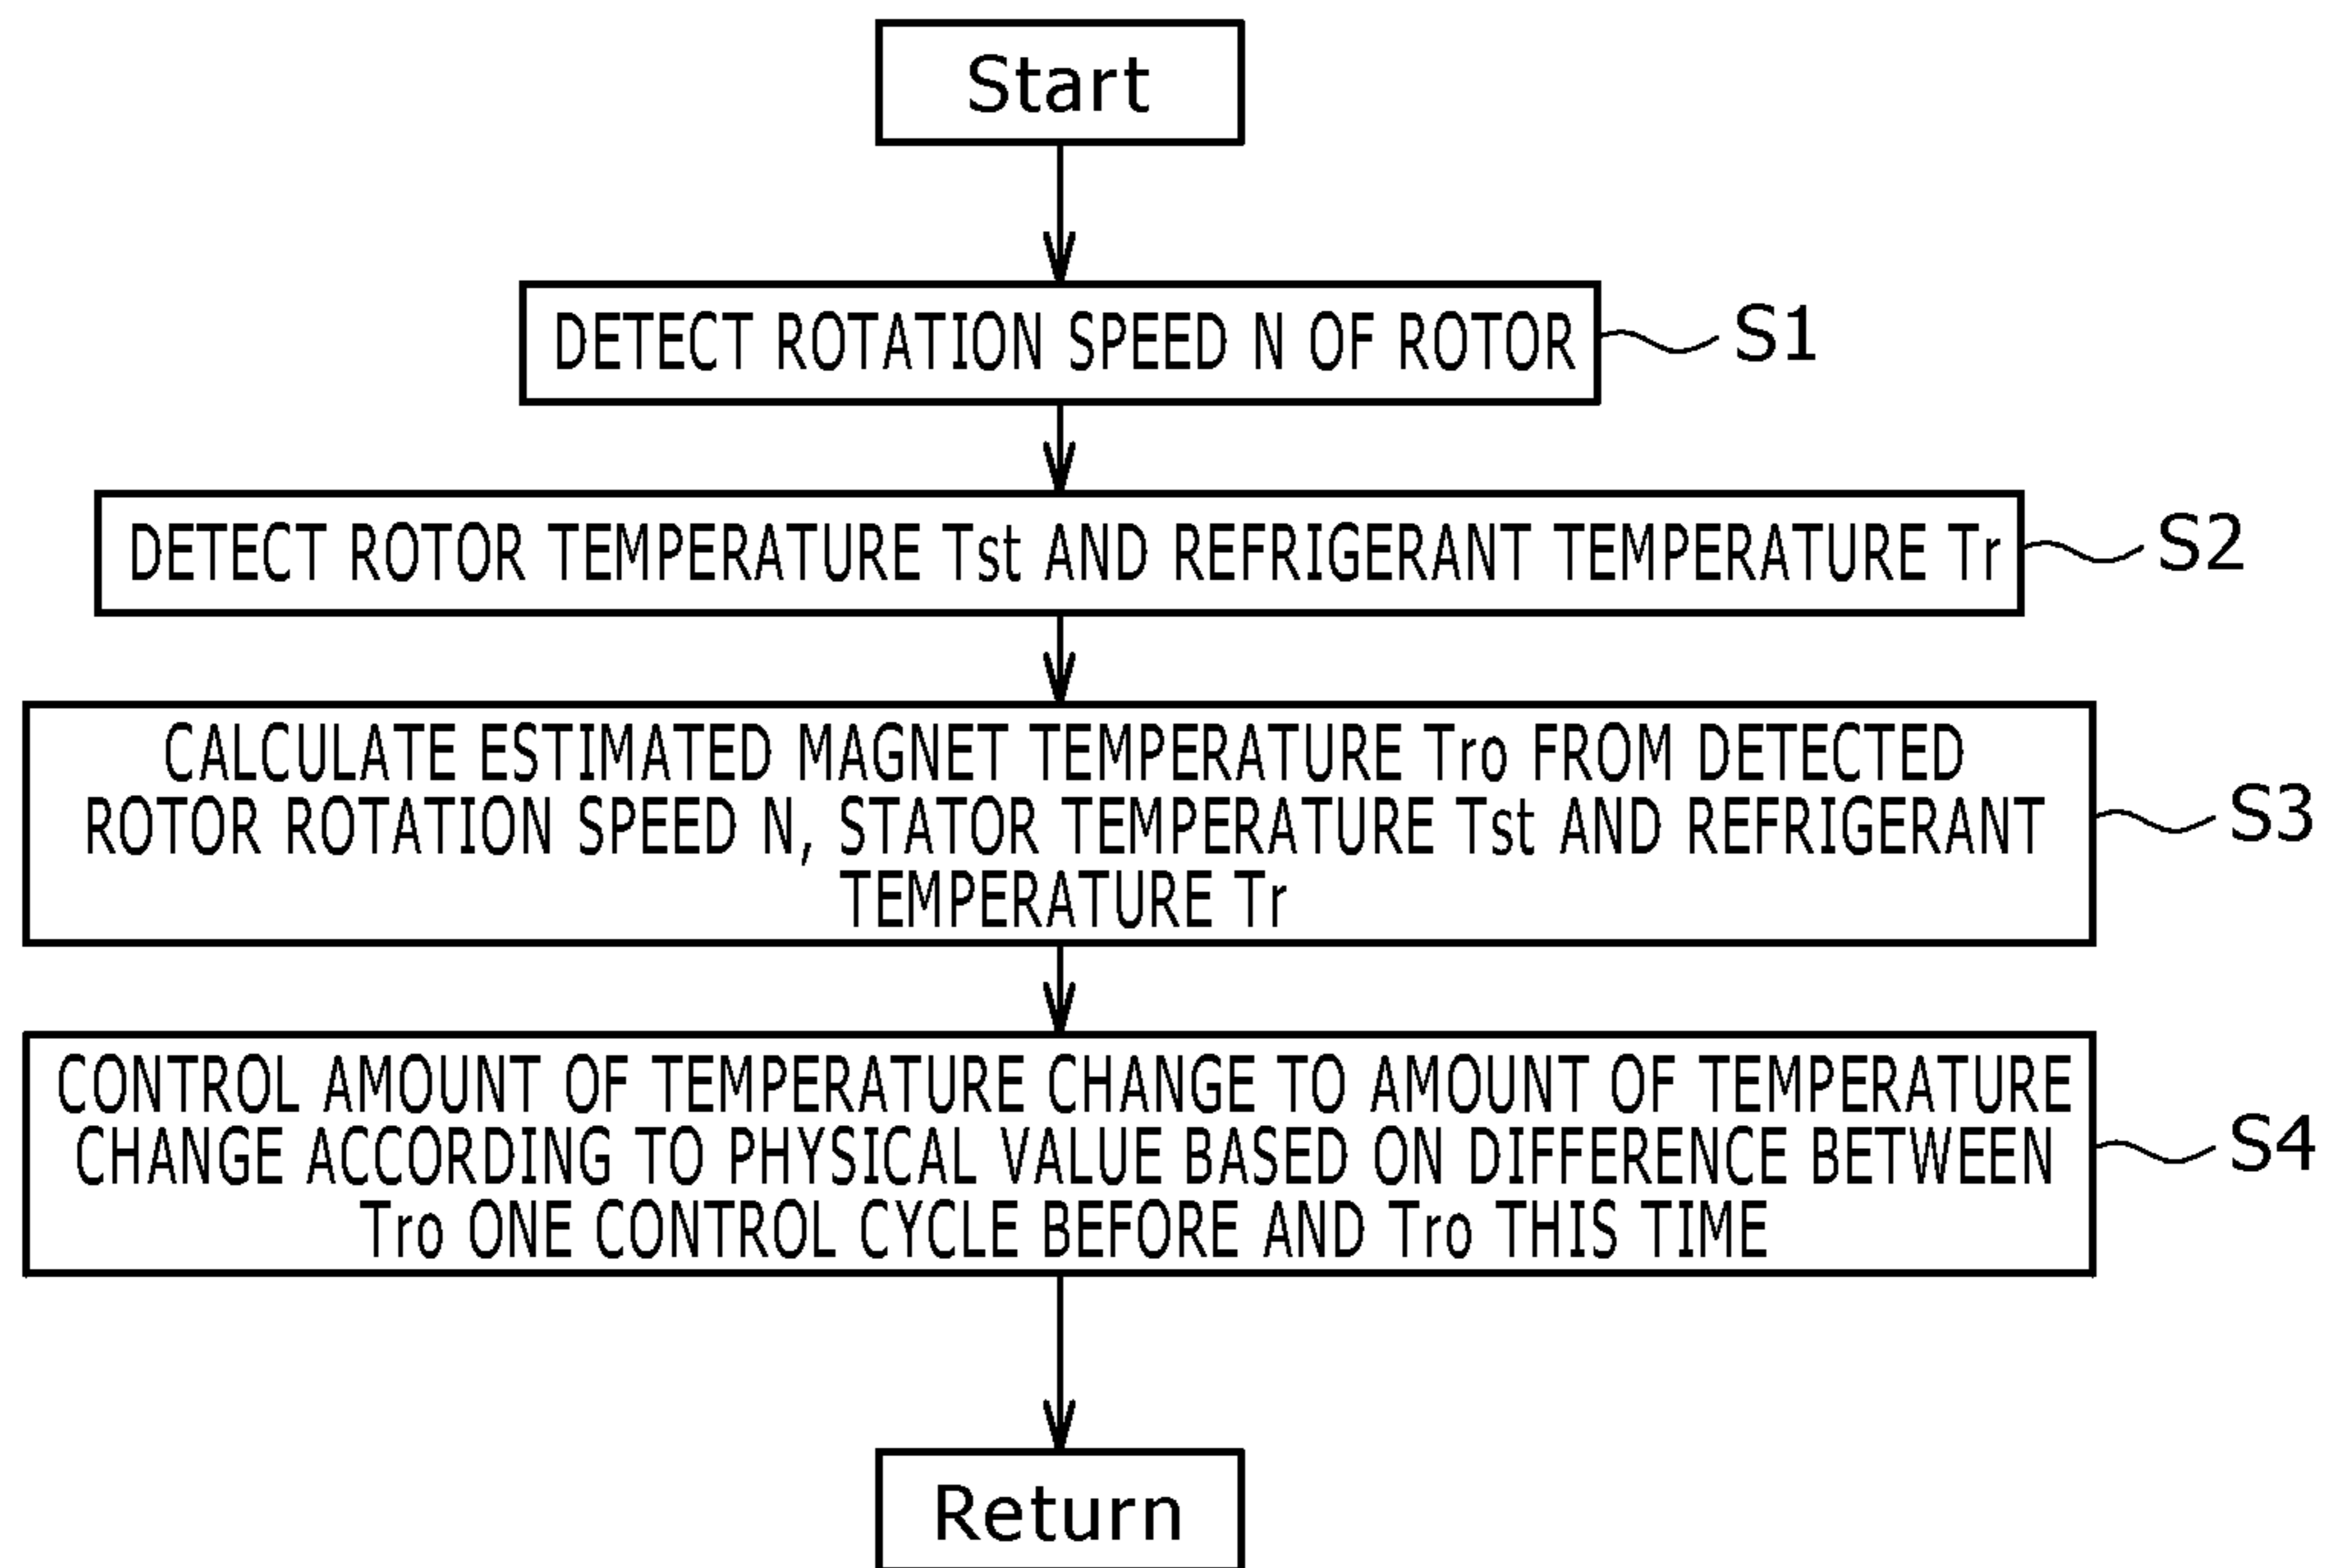 Start
DETECT ROTATION SPEED N OF ROTOR
S1
DETECT ROTOR TEMPERATURE Tst AND REFRIGERANT TEMPERATURE Tr
S2
CALCULATE ESTIMATED MAGNET TEMPERATURE Tro FROM DETECTED
ROTOR ROTATION SPEED N, STATOR TEMPERATURE Tst AND REFRIGERANT
TEMPERATURE Tr
S3
CONTROL AMOUNT OF TEMPERATURE CHANGE TO AMOUNT OF TEMPERATURE
CHANGE ACCORDING TO PHYSICAL VALUE BASED ON DIFFERENCE BETWEEN
Tro ONE CONTROL CYCLE BEFORE AND Tro THIS TIME
S4
Return